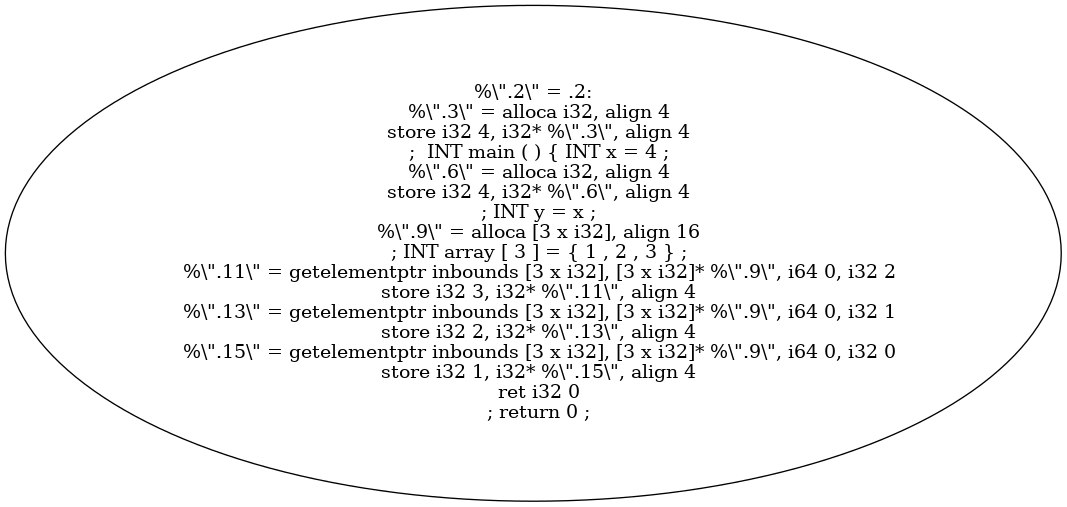 %\".2\" = .2:
%\".3\" = alloca i32, align 4
store i32 4, i32* %\".3\", align 4
;  INT main ( ) { INT x = 4 ;
%\".6\" = alloca i32, align 4
store i32 4, i32* %\".6\", align 4
; INT y = x ;
%\".9\" = alloca [3 x i32], align 16
; INT array [ 3 ] = { 1 , 2 , 3 } ;
%\".11\" = getelementptr inbounds [3 x i32], [3 x i32]* %\".9\", i64 0, i32 2
store i32 3, i32* %\".11\", align 4
%\".13\" = getelementptr inbounds [3 x i32], [3 x i32]* %\".9\", i64 0, i32 1
store i32 2, i32* %\".13\", align 4
%\".15\" = getelementptr inbounds [3 x i32], [3 x i32]* %\".9\", i64 0, i32 0
store i32 1, i32* %\".15\", align 4
ret i32 0
; return 0 ;